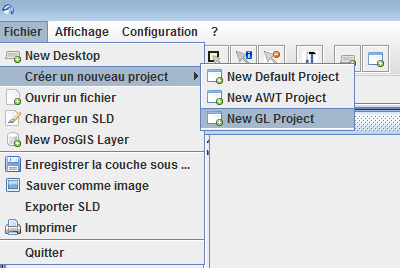 Fichier Affichage Configuration ?
New Desktop
Créer un nouveau project
New Default Project
New AWT Project
New GL Project
Ouvrir un fichier
Charger un SLD
New PosGIS Layer
Enregistrer la couche sous ...
Sauver comme image
Exporter SLD
Imprimer
Quitter